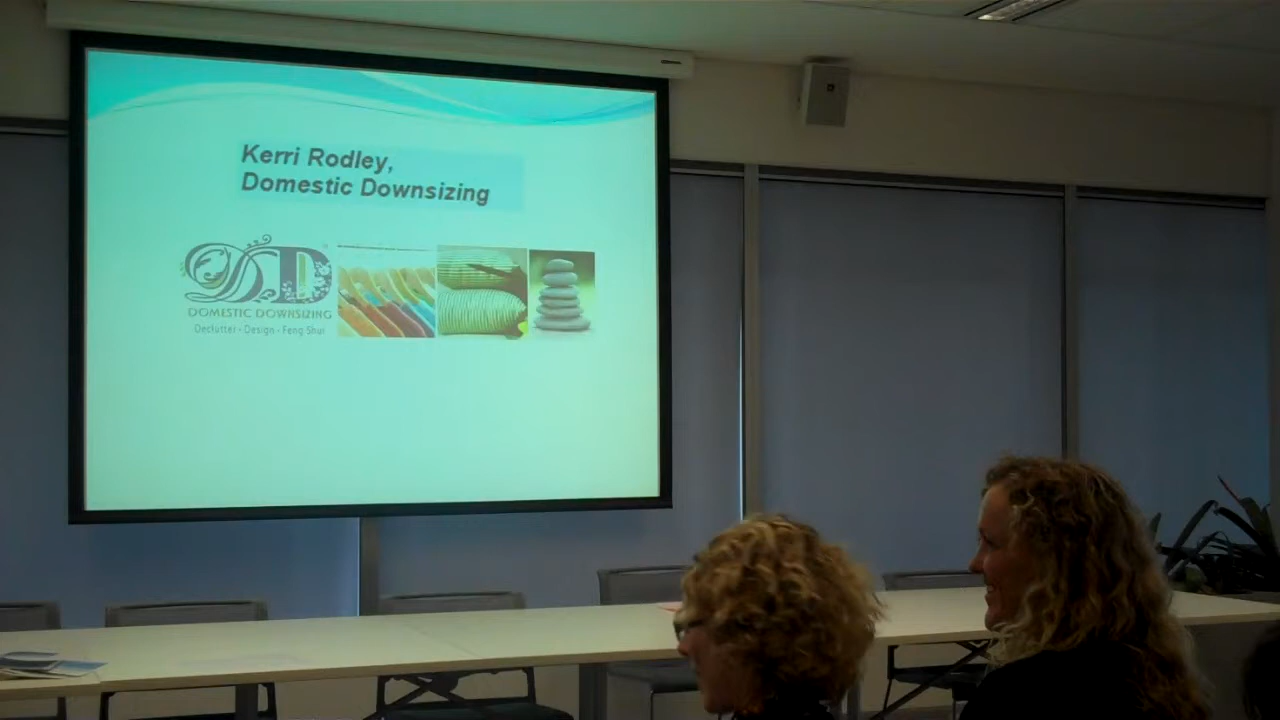 Kerri Rodley,
Domestic Downsizing
DD
DOMESTIC DOWNSIZING
Declutter - Design - Feng Shui